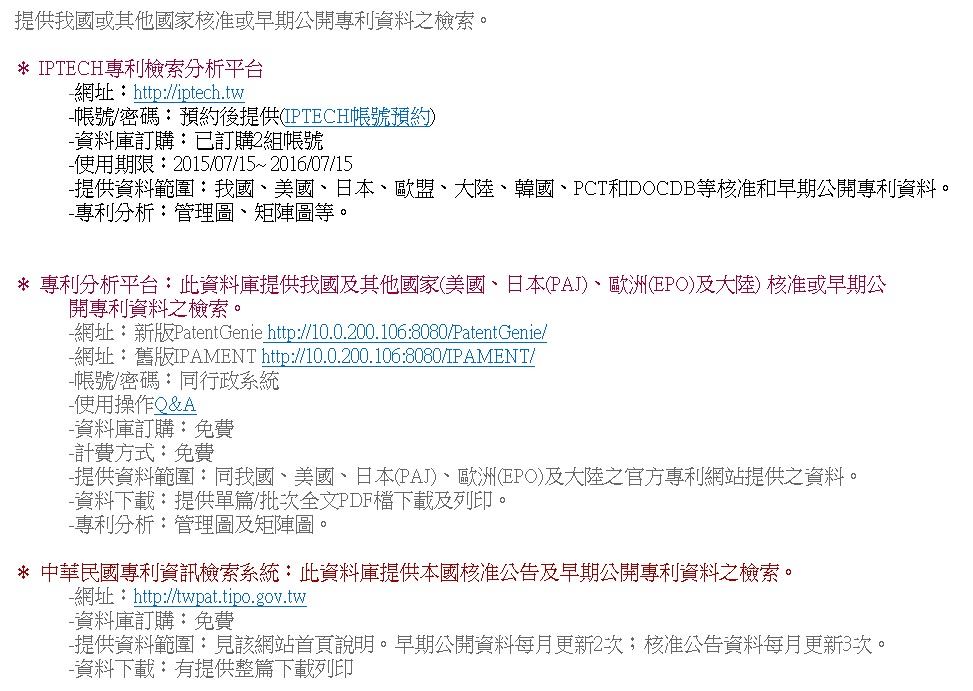 提供我國或其他國家核准或早期公開專利資料之檢索。
＊ IPTECH專利檢索分析平台
-網址：http://iptech.tw
-帳號/密碼：預約後提供(IPTECH帳號預約)
-資料庫訂購：已訂購2組帳號
-使用期限：2015/07/15~ 2016/07/15
-提供資料範圍：我國、美國、日本、歐盟、大陸、韓國、PCT和DOCDB等核准和早期公開專利資料。
-專利分析：管理圖、矩陣圖等。
＊ 專利分析平台：此資料庫提供我國及其他國家(美國、日本(PAJ)、歐洲(EPO)及大陸) 核准或早期公
開專利資料之檢索。
-網址：新版PatentGenie http://10.0.200.106:8080/PatentGenie/
-網址：舊版IPAMENT http://10.0.200.106:8080/IPAMENT/
-帳號/密碼：同行政系統
-使用操作Q&A
-資料庫訂購：免費
-計費方式：免費
-提供資料範圍：同我國、美國、日本(PAJ)、歐洲(EPO)及大陸之官方專利網站提供之資料。
-資料下載：提供單篇/批次全文PDF檔下載及列印。
-專利分析：管理圖及矩陣圖。
＊ 中華民國專利資訊檢索系統：此資料庫提供本國核准公告及早期公開專利資料之檢索。
-網址：http://twpat.tipo.gov.tw
-資料庫訂購：免費
-提供資料範圍：見該網站首頁說明。早期公開資料每月更新2次；核准公告資料每月更新3次。
-資料下載：有提供整篇下載列印